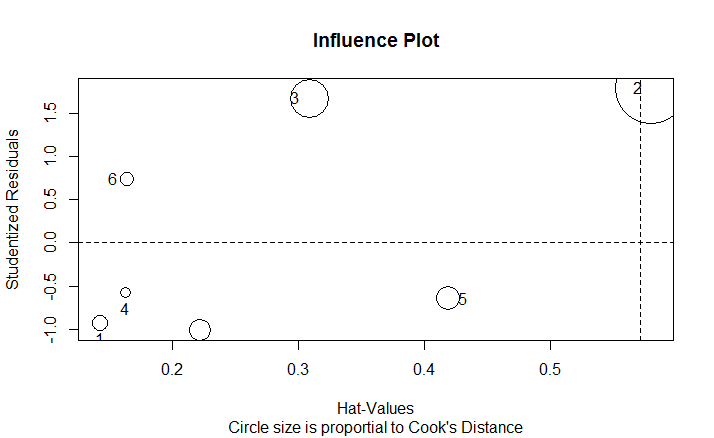 Influence Plot
Studentized Residuals
1.5
1.0
0.5
0.0
-0.5
-1.0
2
3
6
5
4
1
0.2 0.3 0.4 0.5
Hat-Values
Circle size is proportial to Cook's Distance